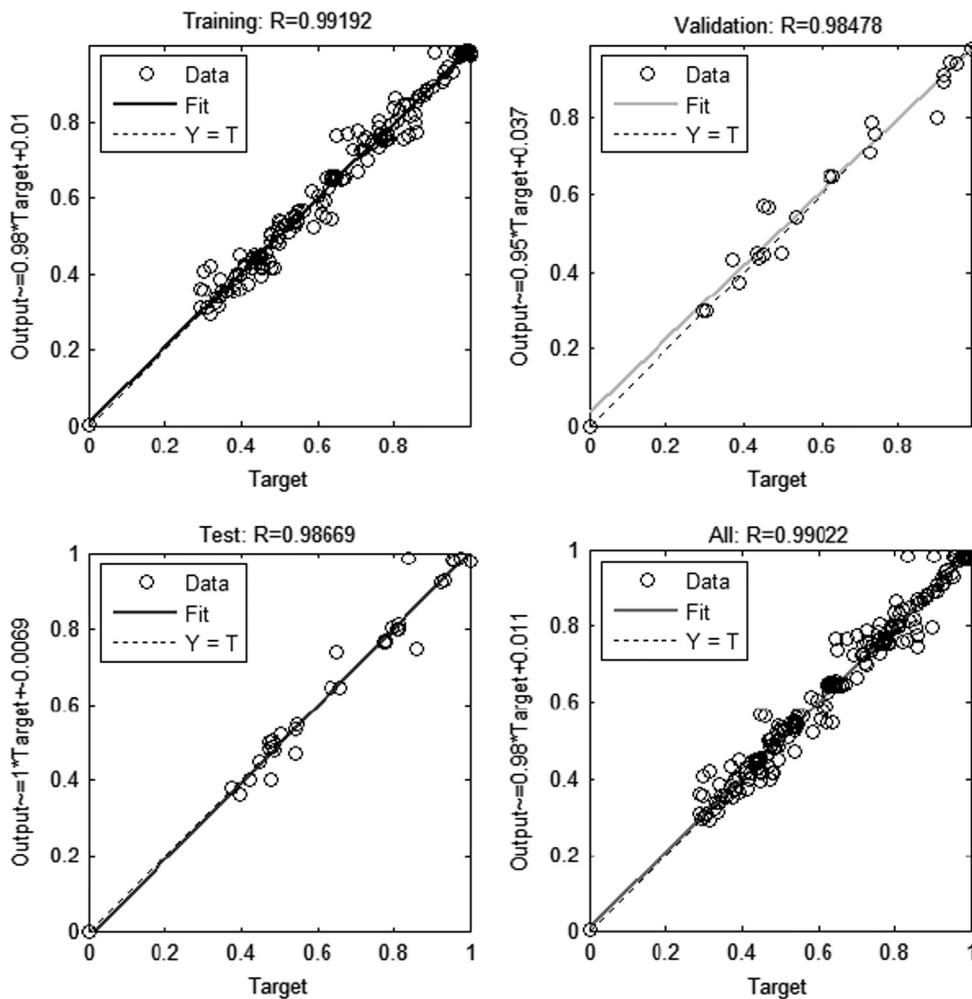 Training: R=0.99192
Output~=0.98*Target+0.01
Data
Fit
Y = T
0.8
0.6
0.4
0.2
0
0 0.2 0.4 0.6 0.8 1
Target
Validation: R=0.98478
Output~=0.95*Target+0.037
Data
Fit
Y = T
0.8
0.6
0.4
0.2
0
0 0.2 0.4 0.6 0.8
Target
Test: R=0.98669
Output~=1*Target+-0.0069
Data
Fit
Y = T
1
0.8
0.6
0.4
0.2
0
0 0.2 0.4 0.6 0.8 1
Target
All: R=0.99022
Output~=0.98*Target+0.011
Data
Fit
Y = T
1
0.8
0.6
0.4
0.2
0
0 0.2 0.4 0.6 0.8 1
Target